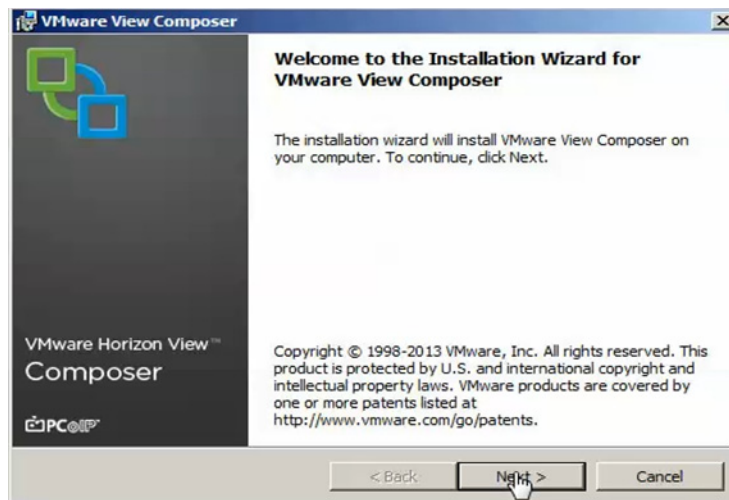 VMware View Composer
Welcome to the Installation Wizard for
VMware View Composer
The installation wizard will install VMware View Composer on
your computer. To continue, click Next.
VMware Horizon View™
Composer
PCoIP™
Copyright © 1998-2013 VMware, Inc. All rights reserved. This
product is protected by U.S. and international copyright and
intellectual property laws. VMware products are covered by
one or more patents listed at
http://www.vmware.com/go/patents.
< Back
Next >
Cancel